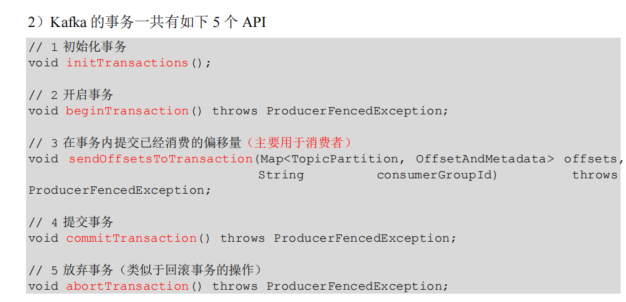 2）Kafka 的事务一共有如下 5 个 API
// 1 初始化事务
void initTransactions();
// 2 开启事务
void beginTransaction() throws ProducerFencedException;
// 3 在事务内提交已经消费的偏移量（主要用于消费者）
void sendOffsetsToTransaction(Map<TopicPartition, OffsetAndMetadata> offsets,
String consumerGroupId) throws
ProducerFencedException;
// 4 提交事务
void commitTransaction() throws ProducerFencedException;
// 5 放弃事务（类似于回滚事务的操作）
void abortTransaction() throws ProducerFencedException;